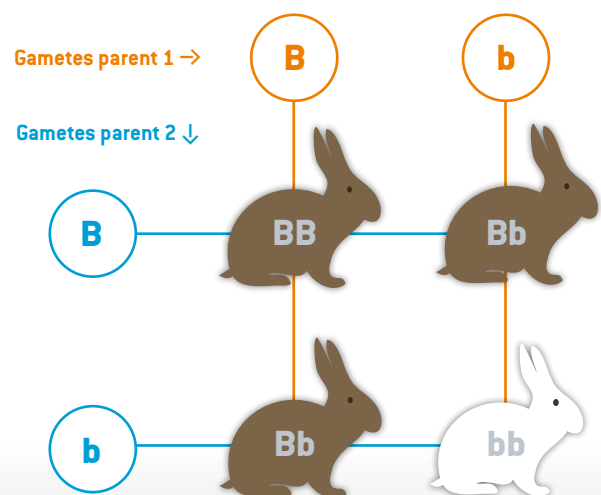 Gametes parent 1 →
B
b
Gametes parent 2 ↓
B
BB
Bb
b
Bb
bb